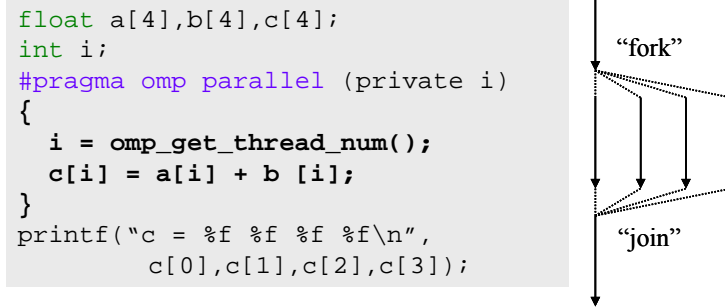 float a[4],b[4],c[4];
int i;
#pragma omp parallel (private i)
{
  i = omp_get_thread_num();
  c[i] = a[i] + b [i];
}
printf(“c = %f %f %f %f\n”,
        c[0],c[1],c[2],c[3]);
“fork”
“join”